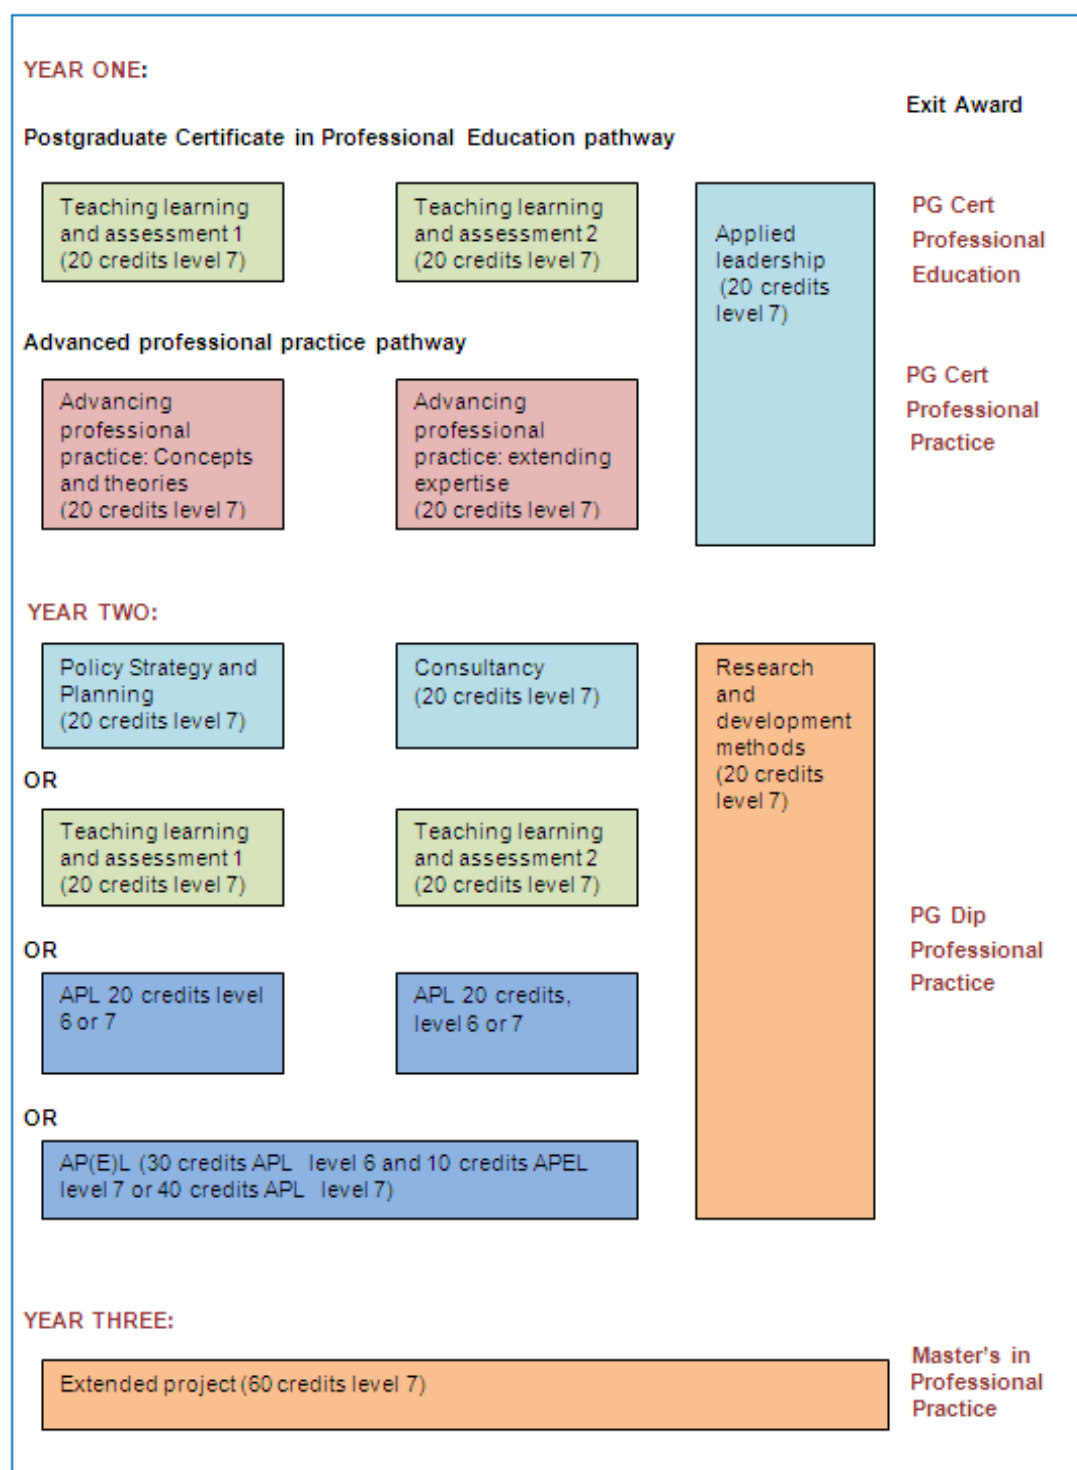 YEAR ONE:
Exit Award
Postgraduate Certificate in Professional Education pathway
Teaching learning
and assessment 1
(20 credits level 7)
Teaching learning
and assessment 2
(20 credits level 7)
Applied
leadership
(20 credits
level 7)
PG Cert
Professional
Education
Advanced professional practice pathway
Advancing
professional
practice: Concepts
and theories
(20 credits level 7)
Advancing
professional
practice: extending
expertise
(20 credits level 7)
PG Cert
Professional
Practice
YEAR TWO:
Policy Strategy and
Planning
(20 credits level 7)
Consultancy
(20 credits level 7)
Research
and
development
methods
(20 credits
level 7)
OR
Teaching learning
and assessment 1
(20 credits level 7)
Teaching learning
and assessment 2
(20 credits level 7)
OR
APL 20 credits level
6 or 7
APL 20 credits,
level 6 or 7
PG Dip
Professional
Practice
OR
AP(E)L (30 credits APL level 6 and 10 credits APEL
level 7 or 40 credits APL level 7)
YEAR THREE:
Extended project (60 credits level 7)
Master's in
Professional
Practice